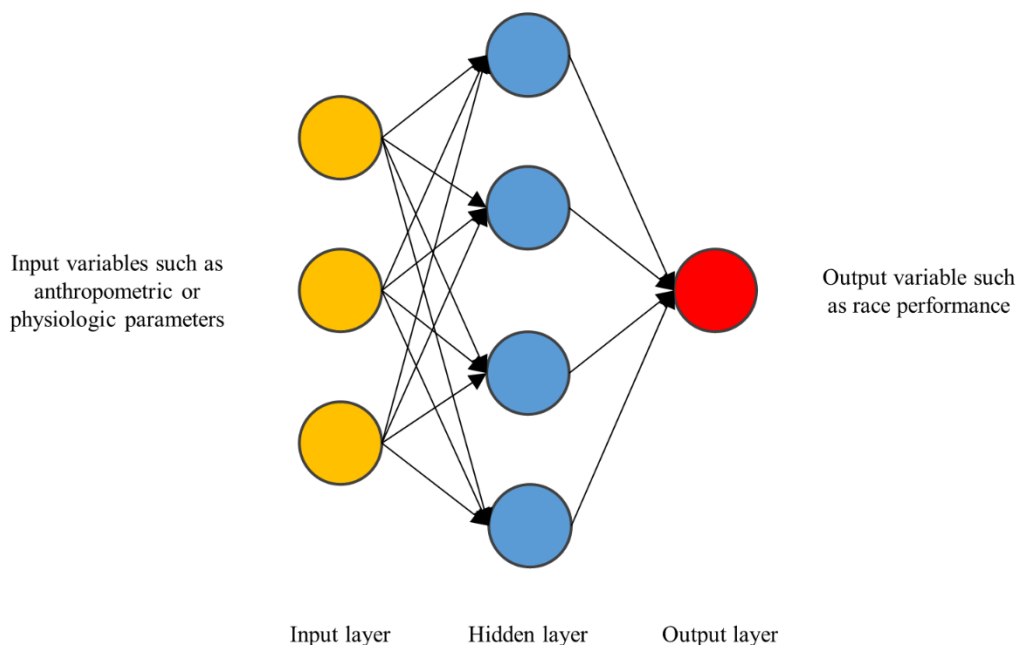 Input variables such as
anthropometric or
physiologic parameters
Output variable such
as race performance
Input layer
Hidden layer
Output layer